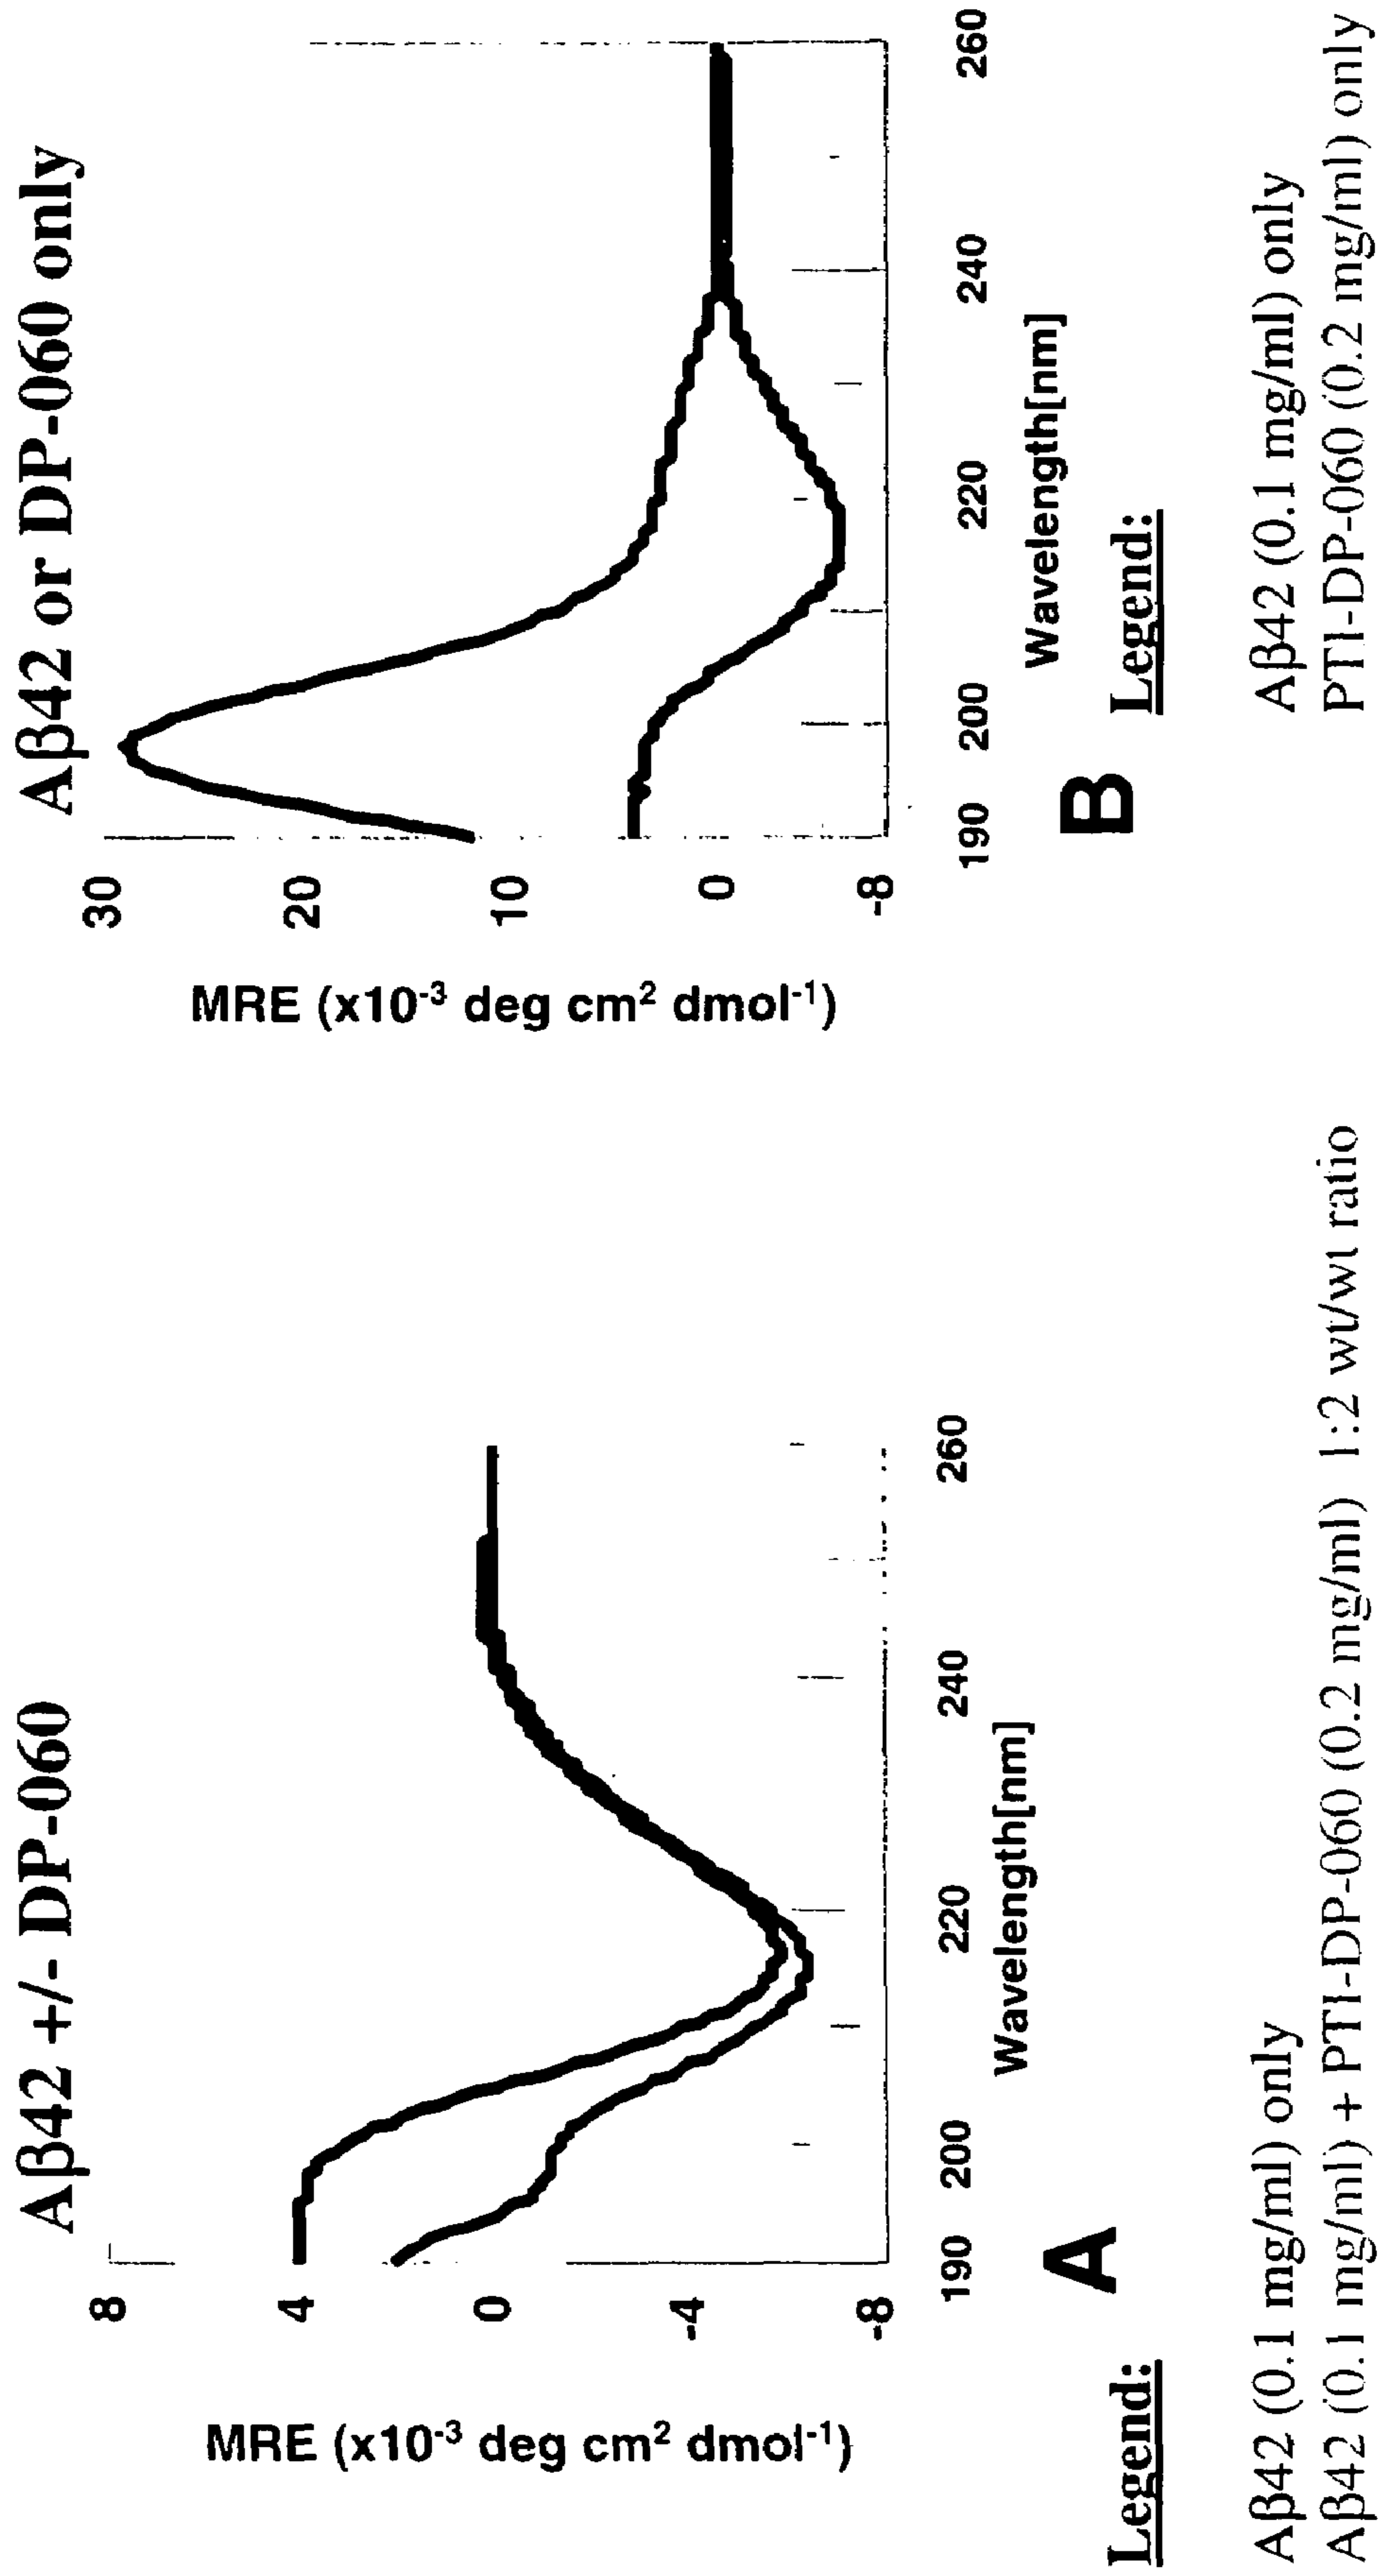 Aβ42 +/- DP-060
MRE (x10⁻³ deg cm² dmol⁻¹)
8
4
0
-4
-8
190
200
220
240
260
Wavelength[nm]
A
Legend:
Aβ42 (0.1 mg/ml) only
Aβ42 (0.1 mg/ml) + PTI-DP-060 (0.2 mg/ml) 1:2 wt/wt ratio
Aβ42 or DP-060 only
MRE (x10⁻³ deg cm² dmol⁻¹)
30
20
10
0
-8
190
200
220
240
260
Wavelength[nm]
B
Legend:
Aβ42 (0.1 mg/ml) only
PTI-DP-060 (0.2 mg/ml) only